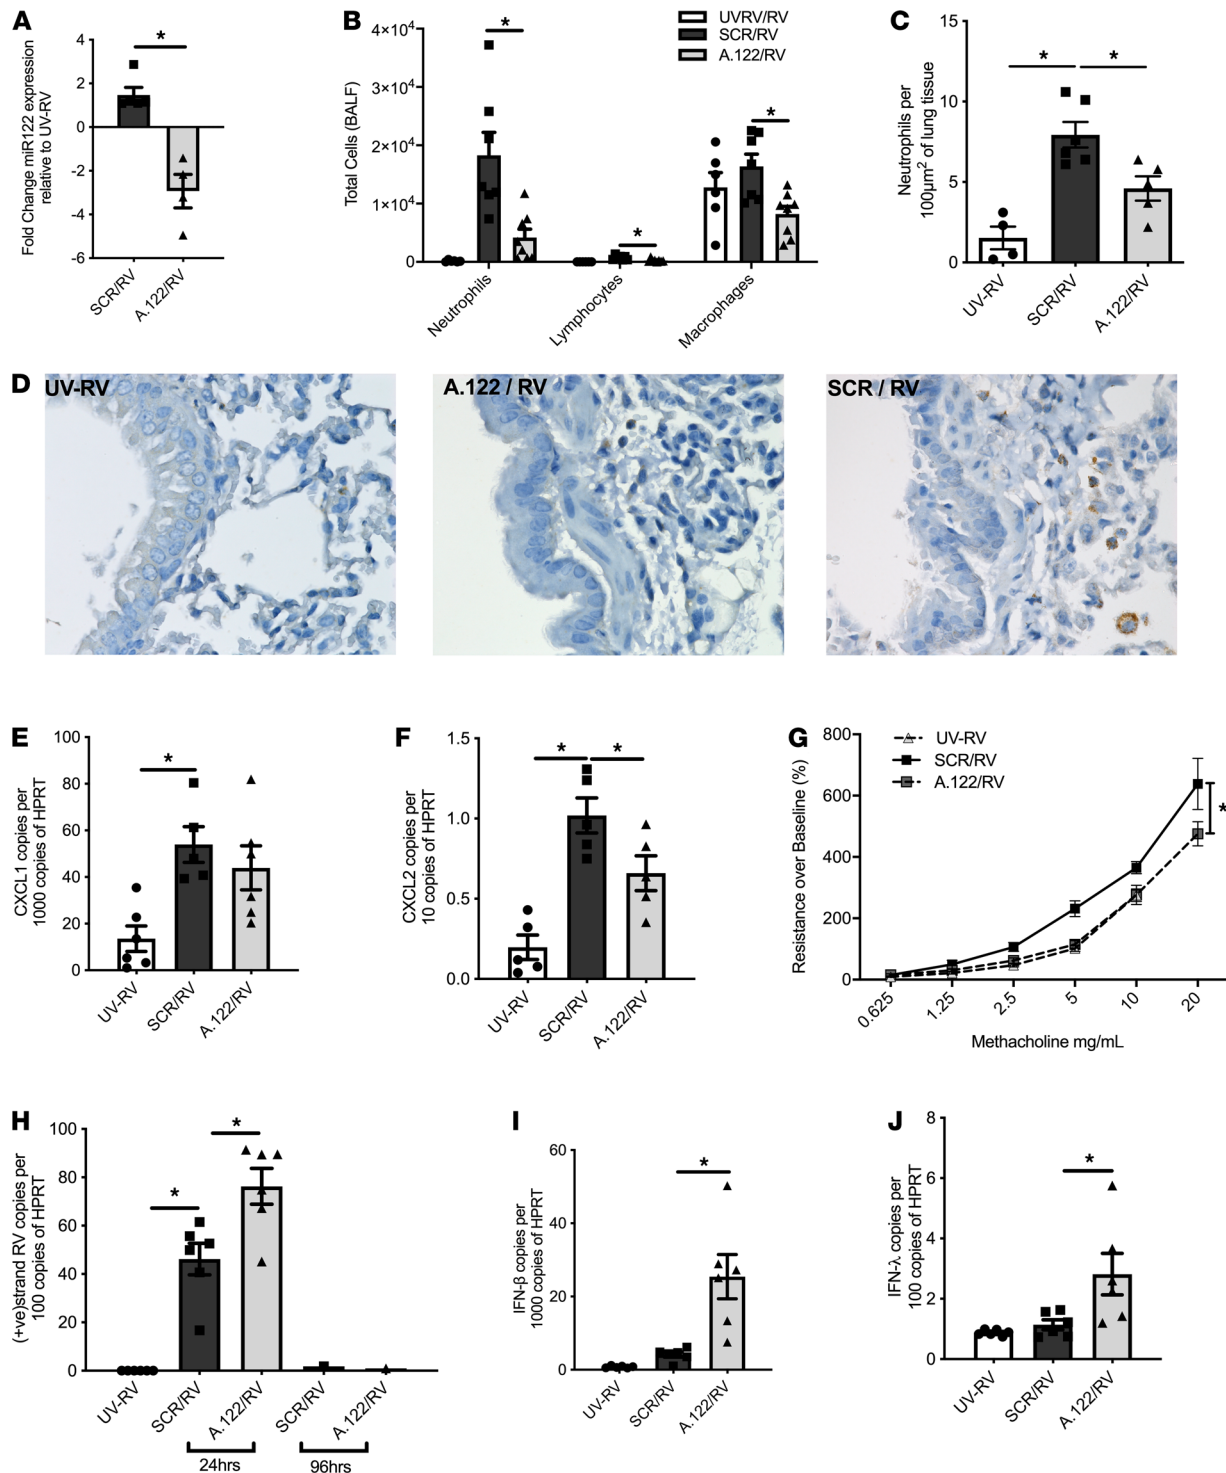 A
Fold Change miR122 expression
relative to UV-RV
4
2
0
-2
-4
-6
*
SCR/RV
A.122/RV
B
Total Cells (BALF)
4×10⁴
3×10⁴
2×10⁴
1×10⁴
0
*
*
*
UVRV/RV
SCR/RV
A.122/RV
Neutrophils
Lymphocytes
Macrophages
C
Neutrophils per
100µm² of lung tissue
15
10
5
0
*
*
UV-RV
SCR/RV
A.122/RV
D
UV-RV
A.122 / RV
SCR / RV
E
CXCL1 copies per
1000 copies of HPRT
100
80
60
40
20
0
*
UV-RV
SCR/RV
A.122/RV
F
CXCL2 copies per
10 copies of HPRT
1.5
1.0
0.5
0.0
*
*
UV-RV
SCR/RV
A.122/RV
G
Resistance over Baseline (%)
800
600
400
200
0
UV-RV
SCR/RV
A.122/RV
*
0.625
1.25
2.5
5
10
20
Methacholine mg/mL
H
(+ve)strand RV copies per
100 copies of HPRT
100
80
60
40
20
0
*
*
UV-RV
SCR/RV
A.122/RV
SCR/RV
A.122/RV
24hrs
96hrs
I
IFN-β copies per
1000 copies of HPRT
60
40
20
0
*
UV-RV
SCR/RV
A.122/RV
J
IFN-λ copies per
100 copies of HPRT
8
6
4
2
0
*
UV-RV
SCR/RV
A.122/RV